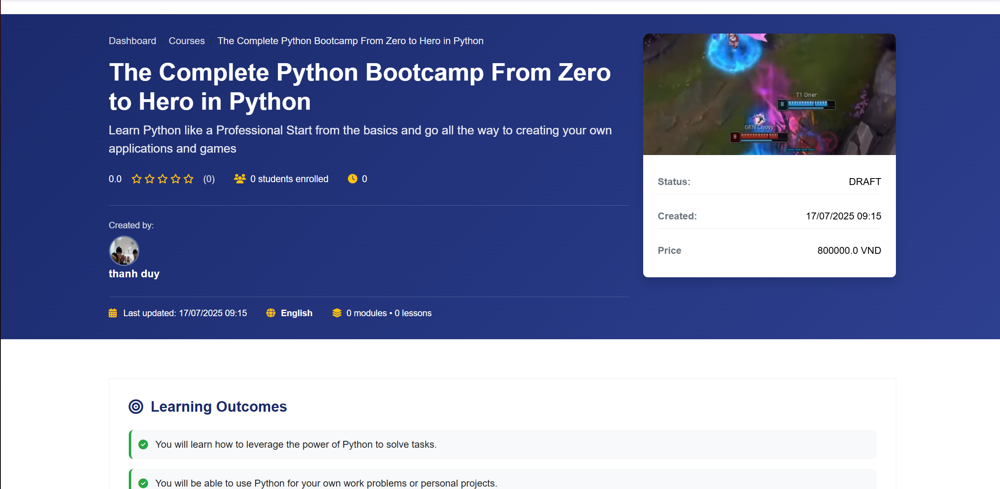 Dashboard / Courses / The Complete Python Bootcamp From Zero to Hero in Python
The Complete Python Bootcamp From Zero
to Hero in Python
Learn Python like a Professional Start from the basics and go all the way to creating your own
applications and games
0.0 (0) 0 students enrolled 0
Created by:
thanh duy
Last updated: 17/07/2025 09:15 English 0 modules • 0 lessons
T1 Oner
8
GEN Chovy
8
Status: DRAFT
Created: 17/07/2025 09:15
Price 800000.0 VND
Learning Outcomes
You will learn how to leverage the power of Python to solve tasks.
You will be able to use Python for your own work problems or personal projects.